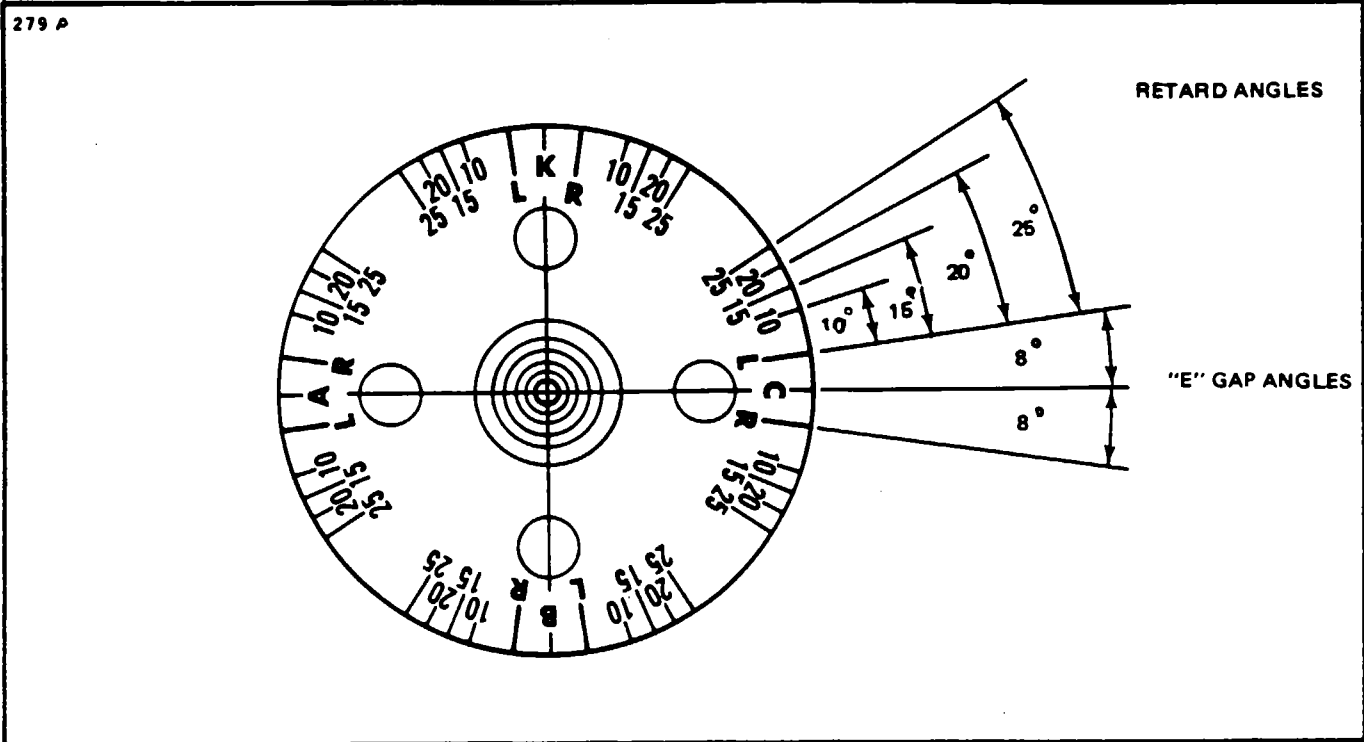 279 P
RETARD ANGLES
10 K 10
20 L R 20
15 15
25 25
25°
20°
15°
10°
25 20
15 10
20 25
10 15
R L
8°
A C "E" GAP ANGLES
L R
8°
10 15
20 25
10
15 20
25
25 15 R L 15 25
20 10 B 10 20